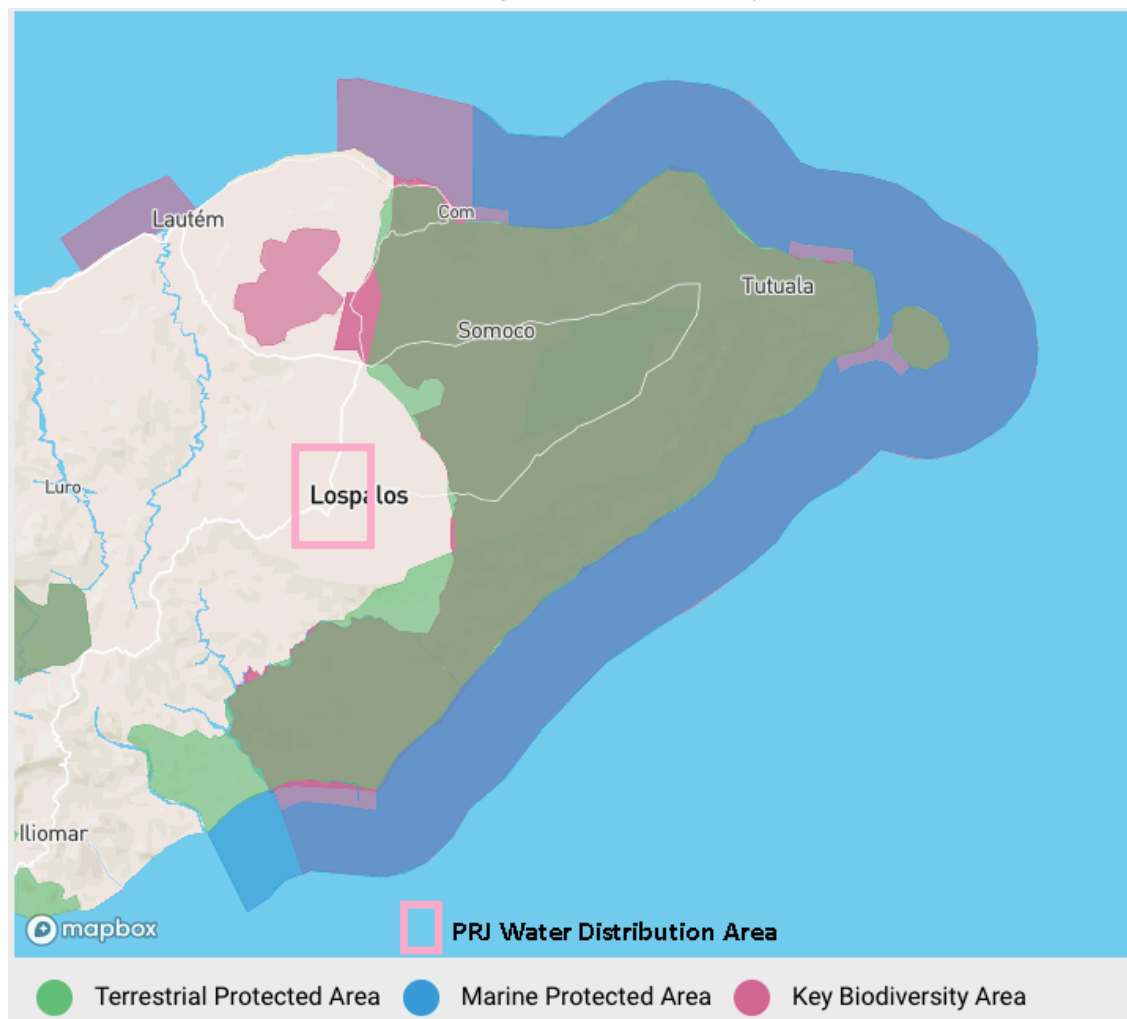 Lautém
Com
Tutuala
Somoco
Luro
Lospalos
Iliomar
mapbox
PRJ Water Distribution Area
Terrestrial Protected Area
Marine Protected Area
Key Biodiversity Area